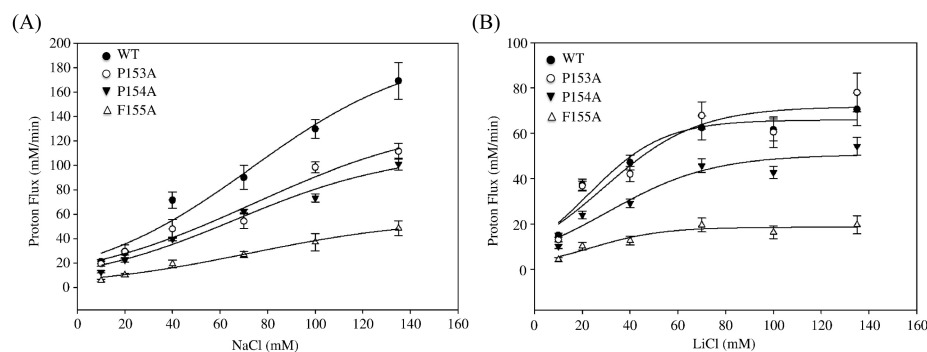 (A)
200
180
160
140
120
100
80
60
40
20
0
Proton Flux (mM/min)
WT
P153A
P154A
F155A
0 20 40 60 80 100 120 140 160
NaCl (mM)
(B)
100
80
60
40
20
0
Proton Flux (mM/min)
WT
P153A
P154A
F155A
0 20 40 60 80 100 120 140 160
LiCl (mM)